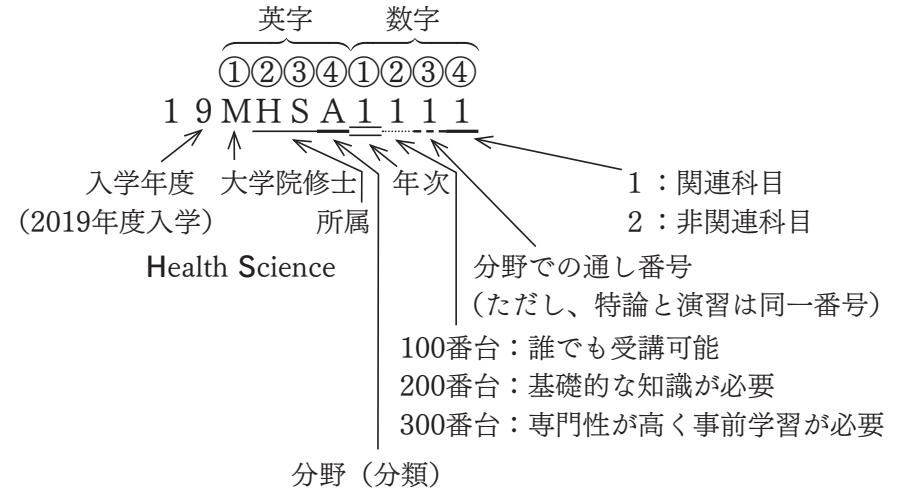 英字 数字
①②③④①②③④
19MHSA1111
入学年度 大学院修士 年次 1：関連科目
（2019年度入学） 所属 2：非関連科目
Health Science 分野での通し番号
（ただし、特論と演習は同一番号）
100番台：誰でも受講可能
200番台：基礎的な知識が必要
300番台：専門性が高く事前学習が必要
分野（分類）